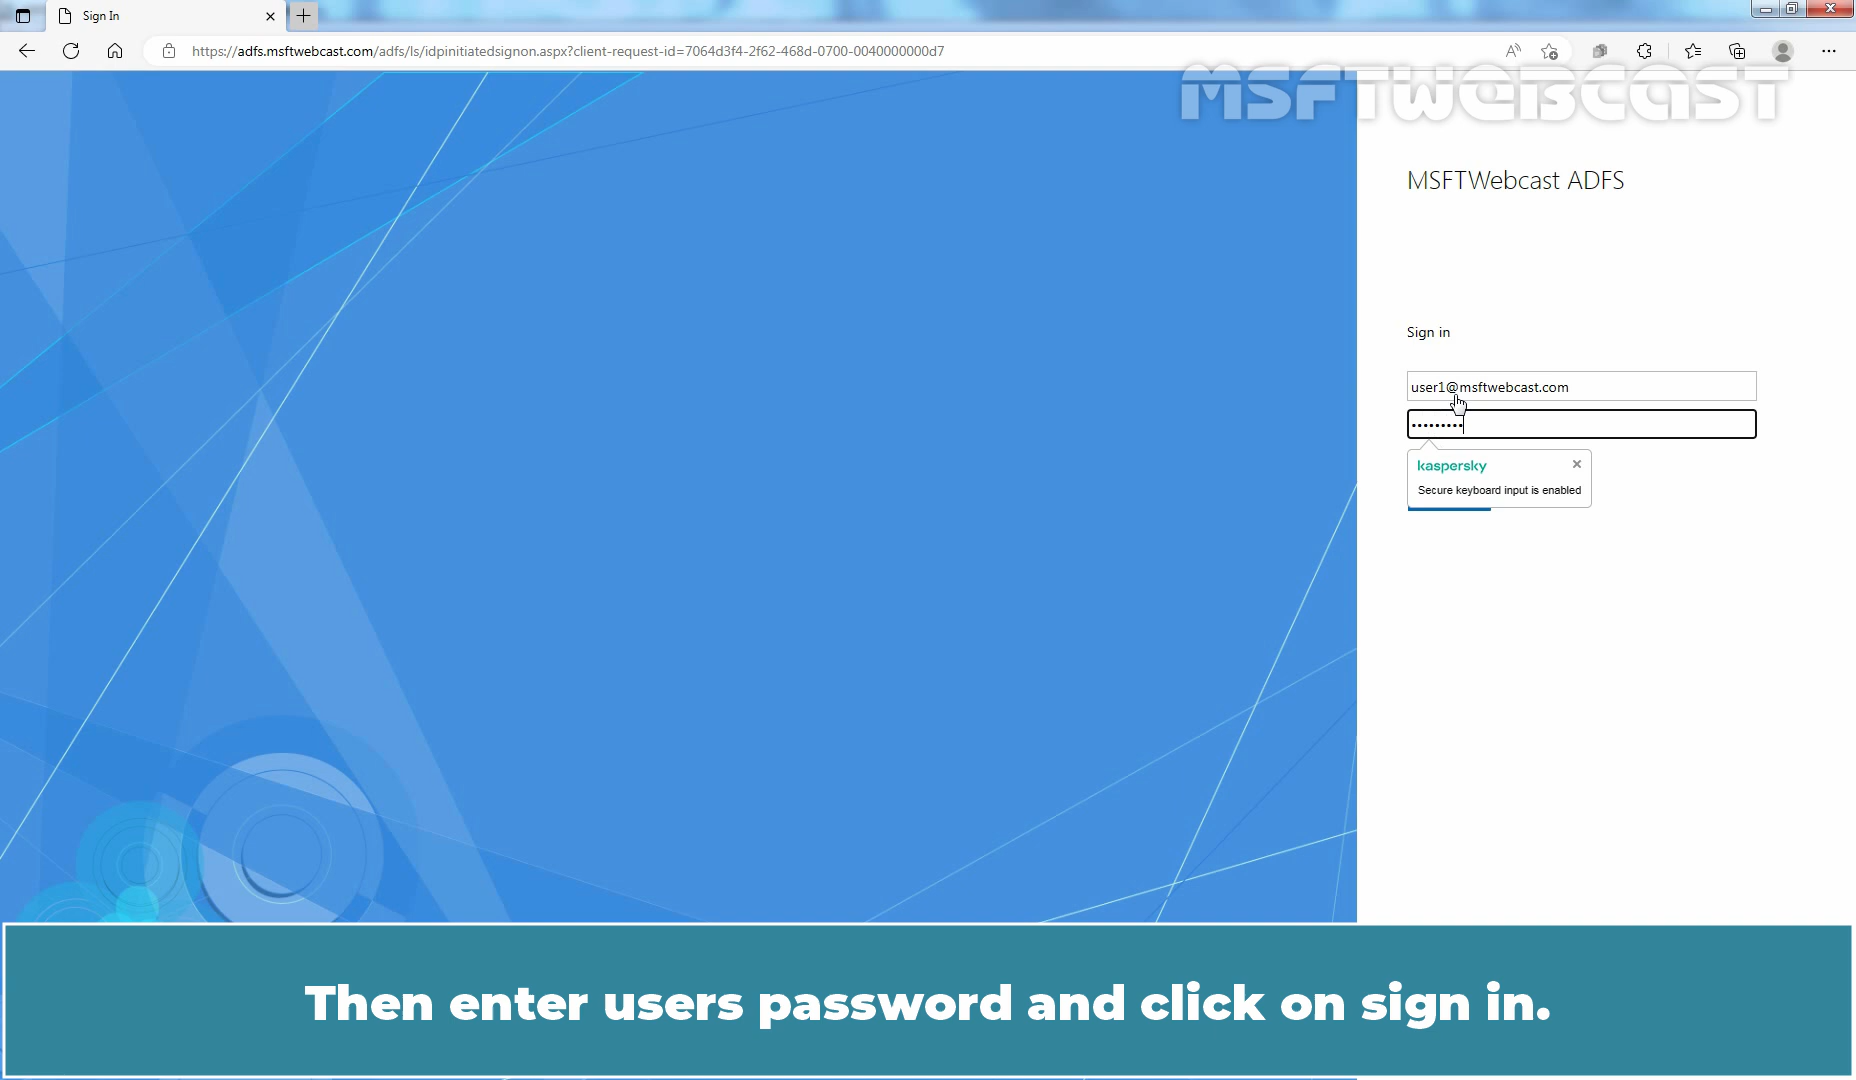 Sign In
https://adfs.msftwebcast.com/adfs/ls/idpinitiatedsignon.aspx?client-request-id=7064d3f4-2f62-468d-0700-0040000000d7
MSFTWEBCAST
MSFTWebcast ADFS
Sign in
user1@msftwebcast.com
kaspersky
Secure keyboard input is enabled
Then enter users password and click on sign in.